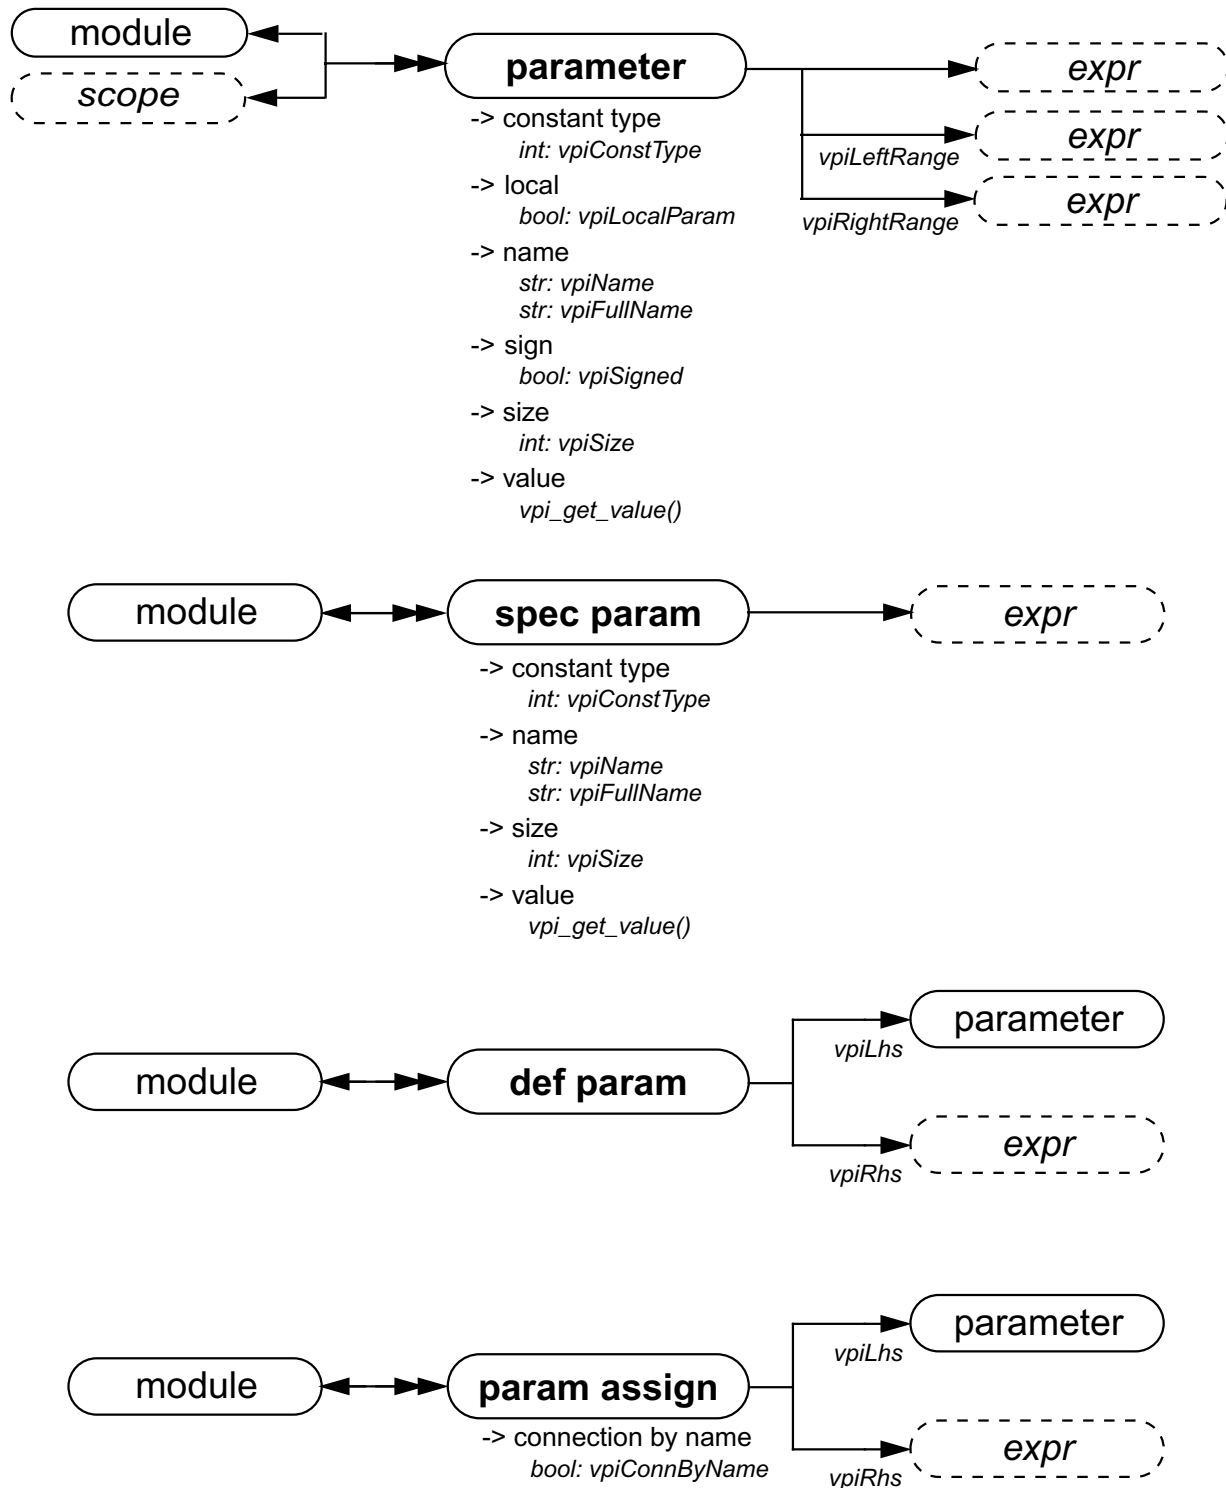 module
scope
parameter
expr
vpiLeftRange
expr
vpiRightRange
expr
-> constant type
int: vpiConstType
-> local
bool: vpiLocalParam
-> name
str: vpiName
str: vpiFullName
-> sign
bool: vpiSigned
-> size
int: vpiSize
-> value
vpi_get_value()
module
spec param
expr
-> constant type
int: vpiConstType
-> name
str: vpiName
str: vpiFullName
-> size
int: vpiSize
-> value
vpi_get_value()
module
def param
vpiLhs
parameter
vpiRhs
expr
module
param assign
vpiLhs
parameter
vpiRhs
expr
-> connection by name
bool: vpiConnByName